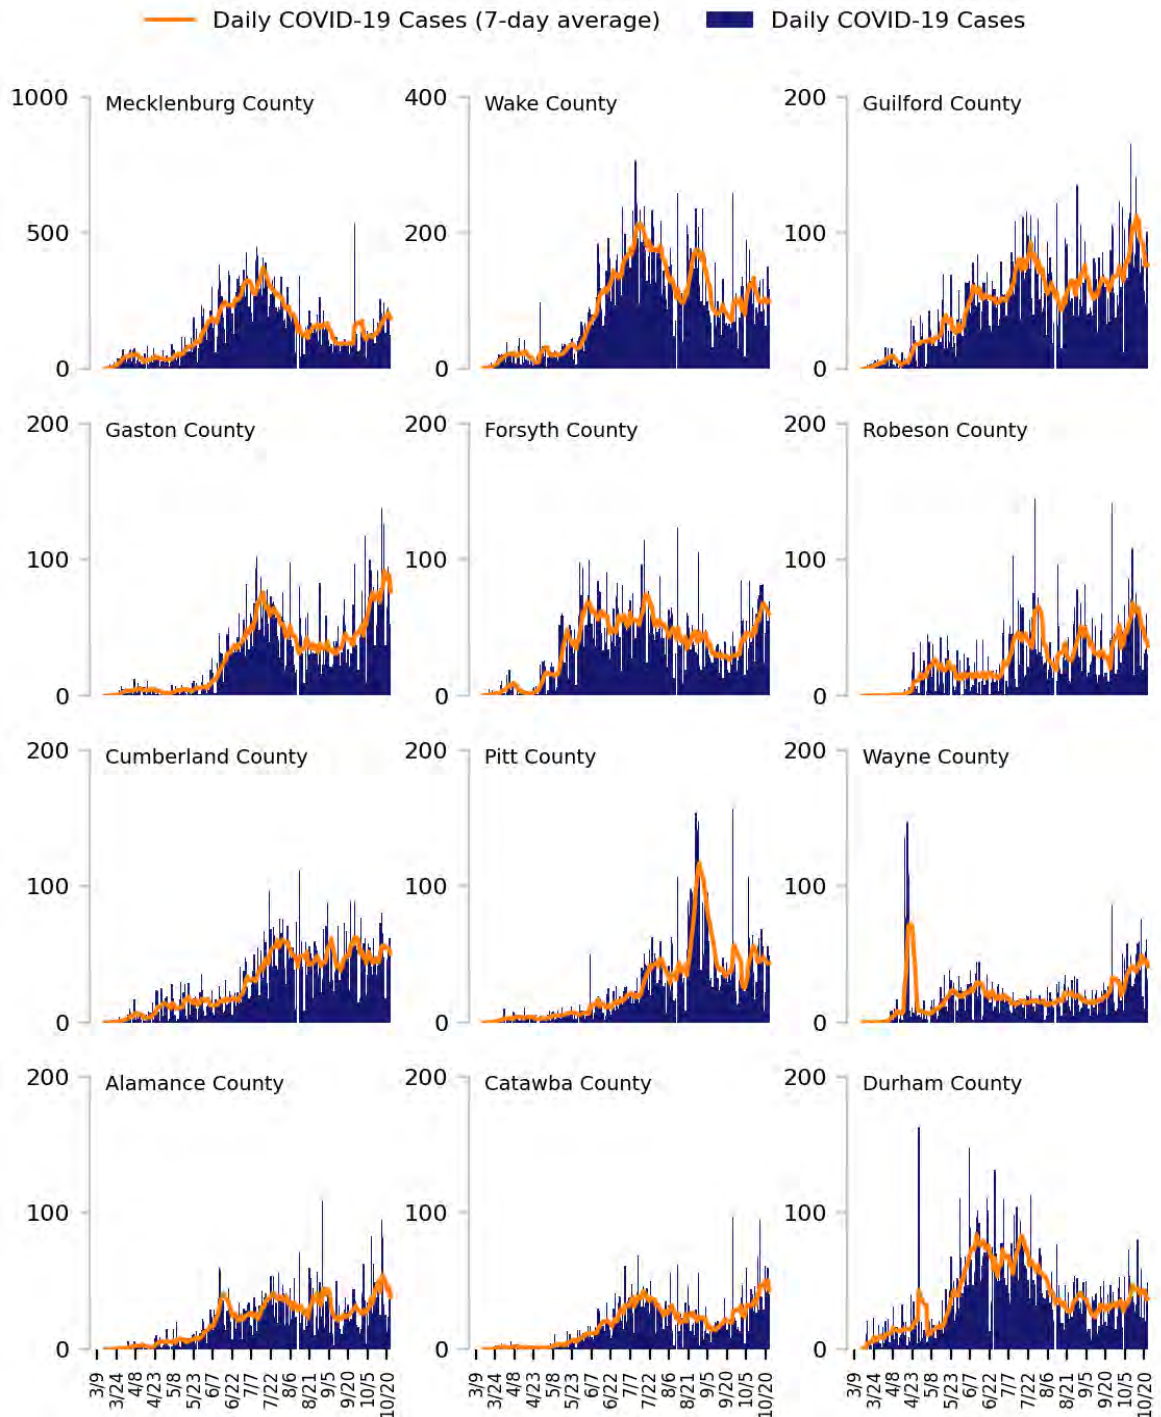 Daily COVID-19 Cases (7-day average) Daily COVID-19 Cases
1000 Mecklenburg County 400 Wake County 200 Guilford County
500 200 100
0 0 0
200 Gaston County 200 Forsyth County 200 Robeson County
100 100 100
0 0 0
200 Cumberland County 200 Pitt County 200 Wayne County
100 100 100
0 0 0
200 Alamance County 200 Catawba County 200 Durham County
100 100 100
0 0 0
3/9 3/24 4/8 4/23 5/8 5/23 6/7 6/22 7/7 7/22 8/6 8/21 9/5 9/20 10/5 10/20 3/9 3/24 4/8 4/23 5/8 5/23 6/7 6/22 7/7 7/22 8/6 8/21 9/5 9/20 10/5 10/20 3/9 3/24 4/8 4/23 5/8 5/23 6/7 6/22 7/7 7/22 8/6 8/21 9/5 9/20 10/5 10/20